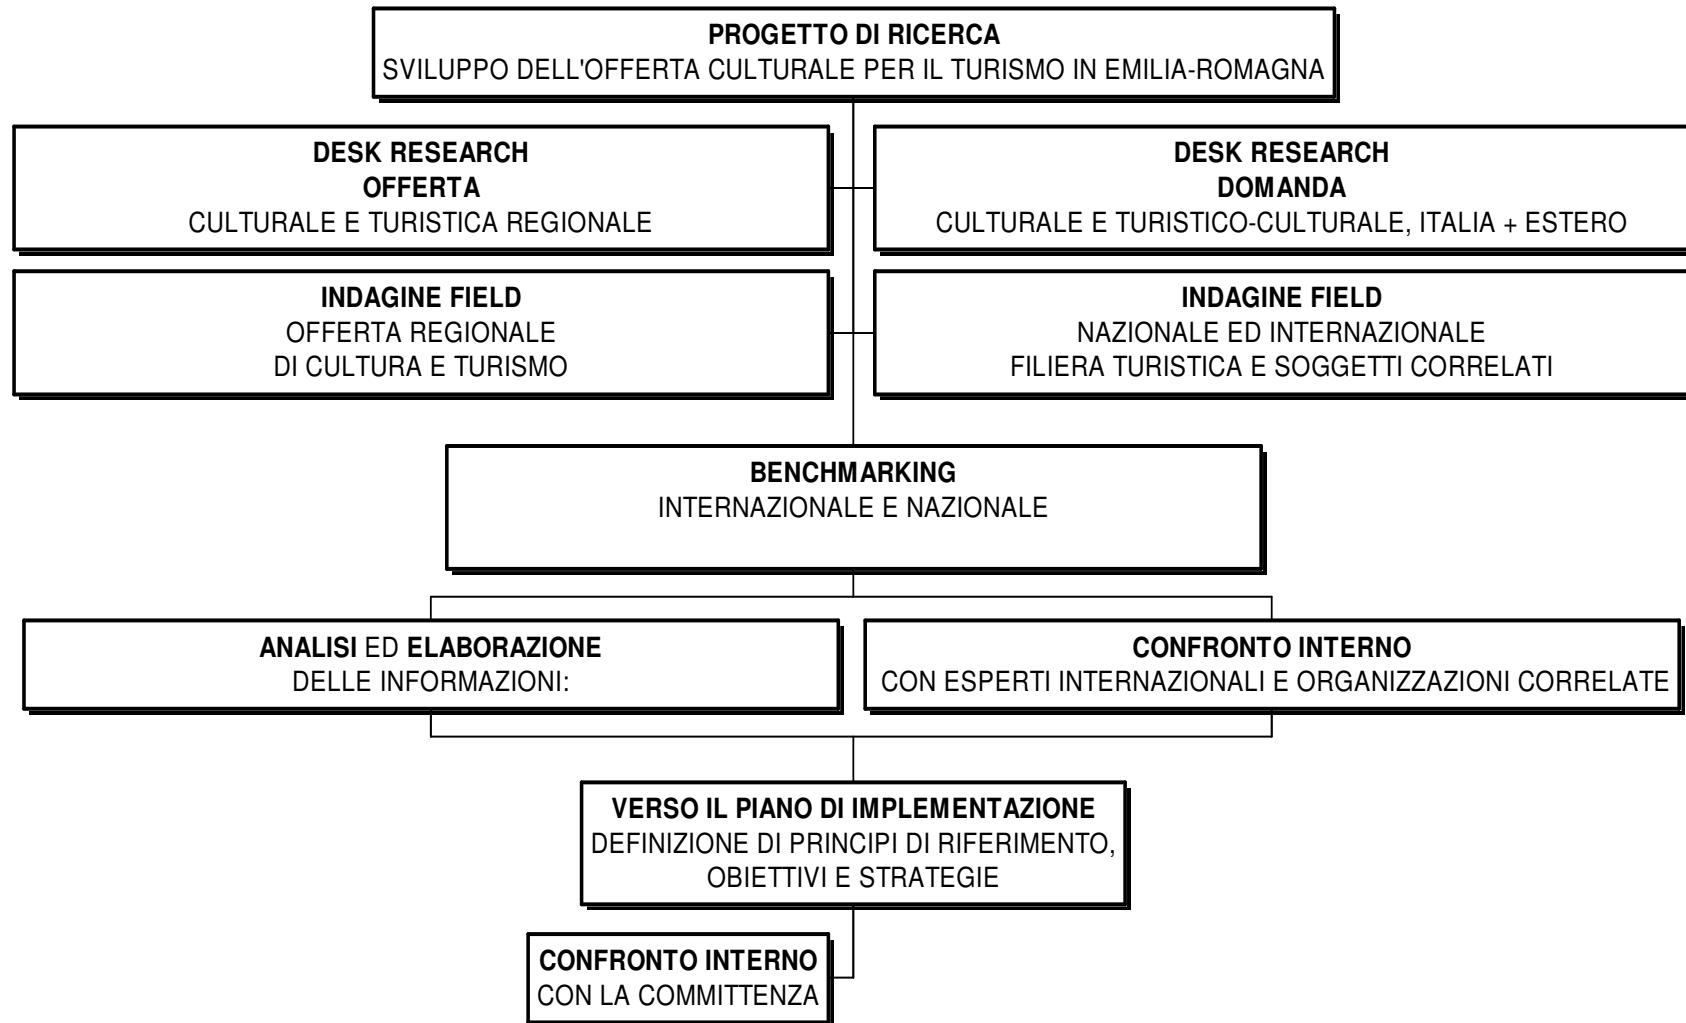 PROGETTO DI RICERCA
SVILUPPO DELL'OFFERTA CULTURALE PER IL TURISMO IN EMILIA-ROMAGNA
DESK RESEARCH
OFFERTA
CULTURALE E TURISTICA REGIONALE
DESK RESEARCH
DOMANDA
CULTURALE E TURISTICO-CULTURALE, ITALIA + ESTERO
INDAGINE FIELD
OFFERTA REGIONALE
DI CULTURA E TURISMO
INDAGINE FIELD
NAZIONALE ED INTERNAZIONALE
FILIERA TURISTICA E SOGGETTI CORRELATI
BENCHMARKING
INTERNAZIONALE E NAZIONALE
ANALISI ED ELABORAZIONE
DELLE INFORMAZIONI:
CONFRONTO INTERNO
CON ESPERTI INTERNAZIONALI E ORGANIZZAZIONI CORRELATE
VERSO IL PIANO DI IMPLEMENTAZIONE
DEFINIZIONE DI PRINCIPI DI RIFERIMENTO,
OBIETTIVI E STRATEGIE
CONFRONTO INTERNO
CON LA COMMITTENZA